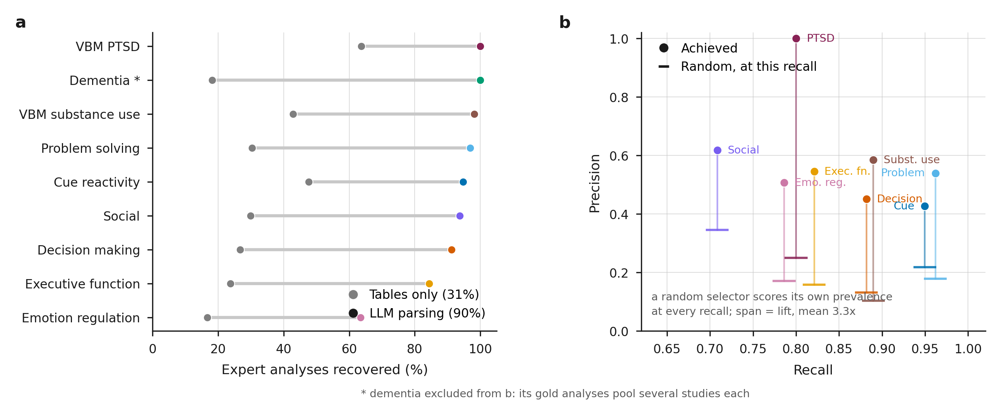 a
VBM PTSD
Dementia *
VBM substance use
Problem solving
Cue reactivity
Social
Decision making
Executive function
Emotion regulation
Tables only (31%)
LLM parsing (90%)
0 20 40 60 80 100
Expert analyses recovered (%)
b
Precision
1.0
0.8
0.6
0.4
0.2
0.0
Achieved
Random, at this recall
PTSD
Social
Subst. use
Exec. fn.
Problem
Emo. reg.
Decision
Cue
a random selector scores its own prevalence
at every recall; span = lift, mean 3.3x
0.65 0.70 0.75 0.80 0.85 0.90 0.95 1.00
Recall
* dementia excluded from b: its gold analyses pool several studies each